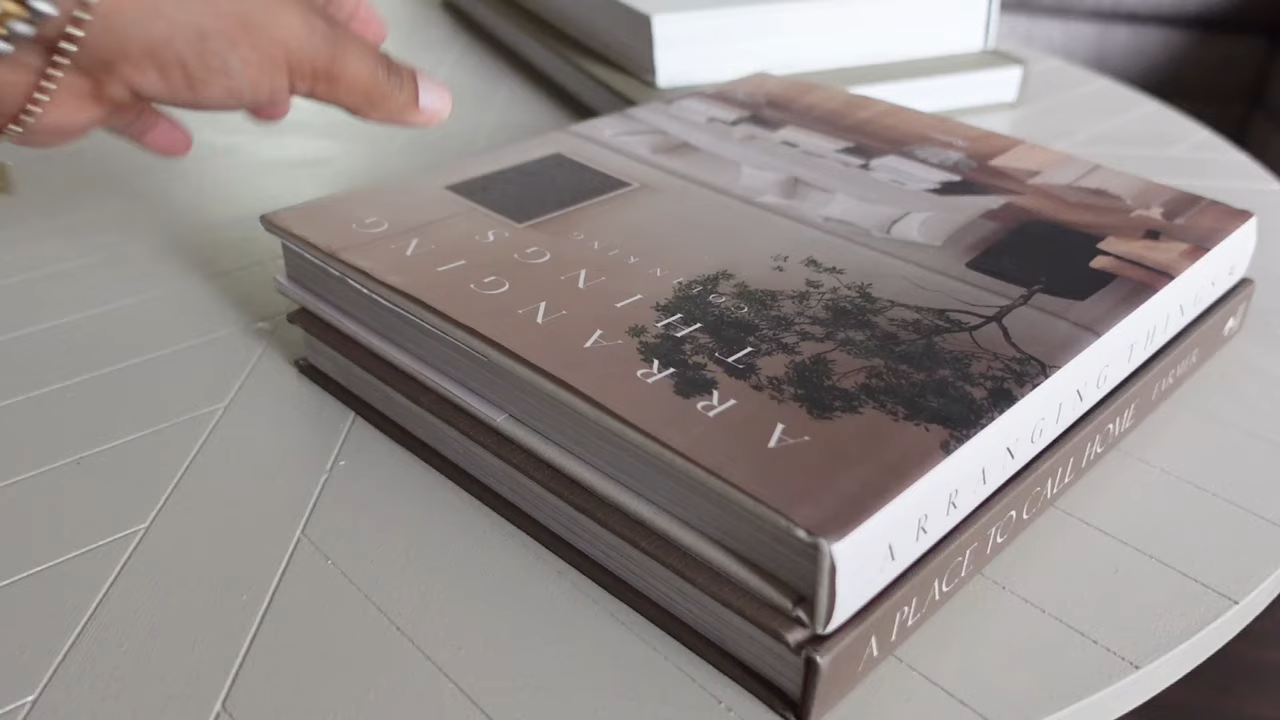 ARRANGING
THINGS
COLIN KING
ARRANGING THINGS
A PLACE TO CALL HOME FARMER